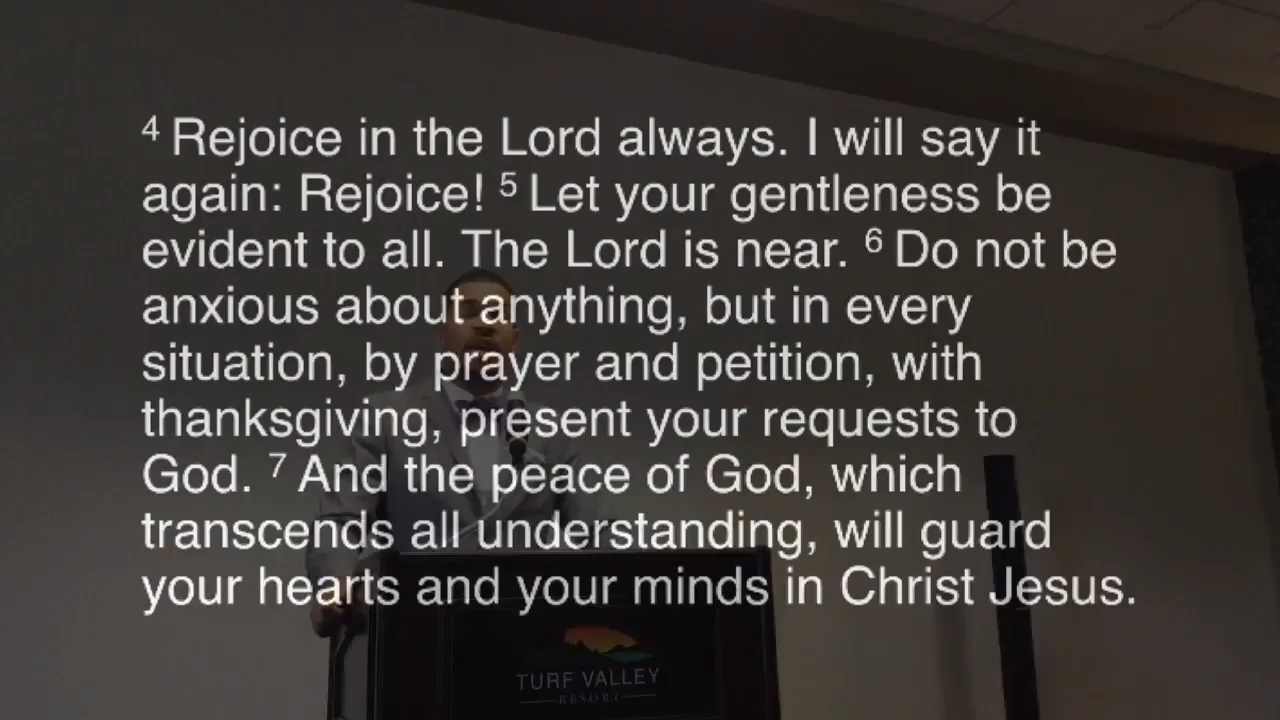 4 Rejoice in the Lord always. I will say it
again: Rejoice! 5 Let your gentleness be
evident to all. The Lord is near. 6 Do not be
anxious about anything, but in every
situation, by prayer and petition, with
thanksgiving, present your requests to
God. 7 And the peace of God, which
transcends all understanding, will guard
your hearts and your minds in Christ Jesus.
TURF VALLEY
RESORT